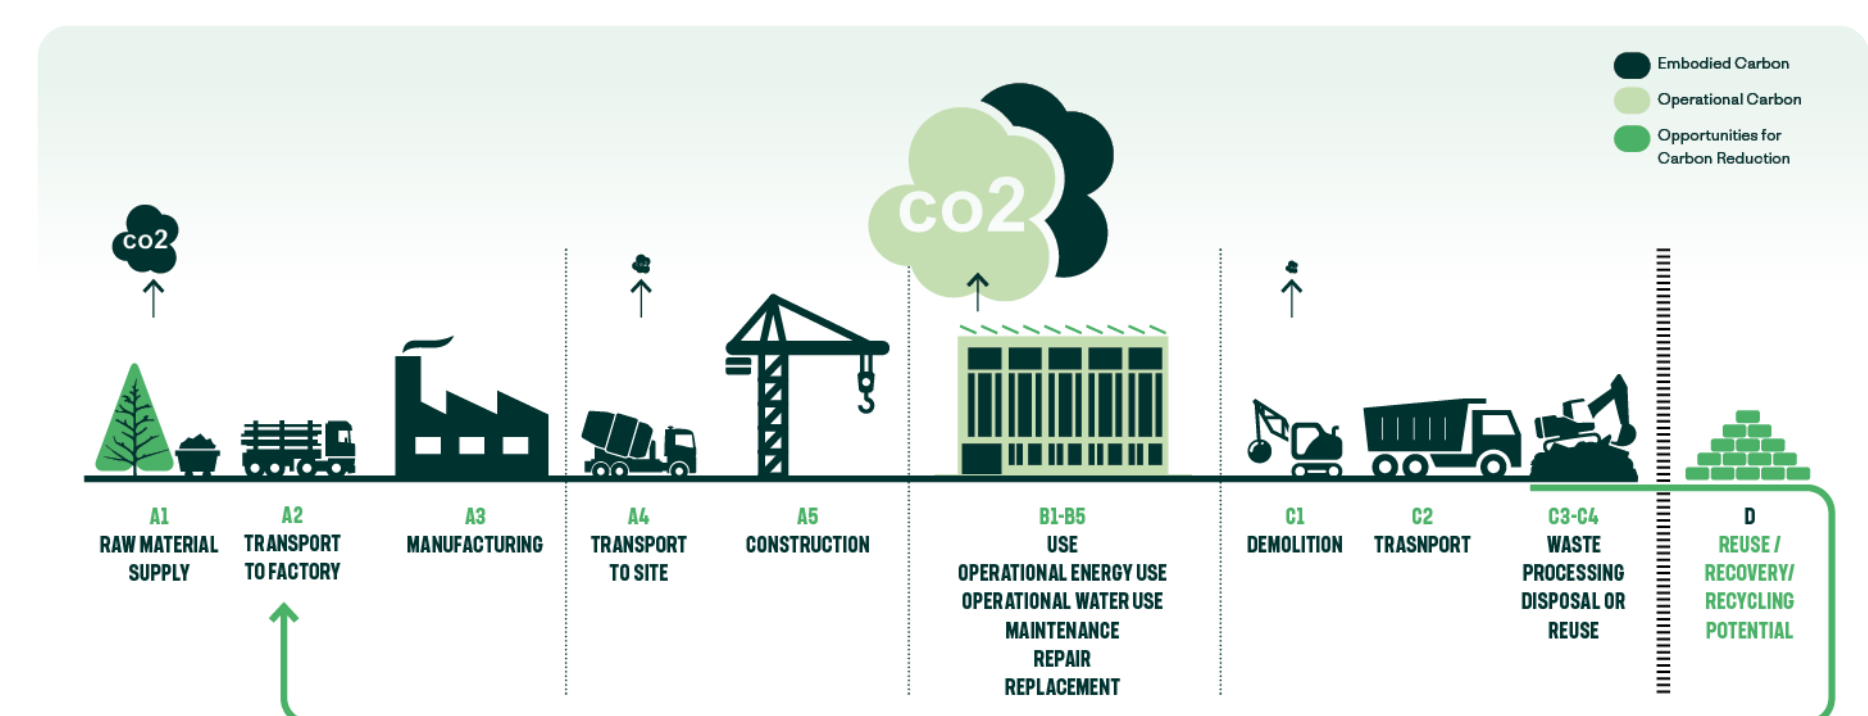 Embodied Carbon
Operational Carbon
Opportunities for
Carbon Reduction
co2
co2
A1
RAW MATERIAL
SUPPLY
A2
TRANSPORT
TO FACTORY
A3
MANUFACTURING
A4
TRANSPORT
TO SITE
A5
CONSTRUCTION
B1-B5
USE
OPERATIONAL ENERGY USE
OPERATIONAL WATER USE
MAINTENANCE
REPAIR
REPLACEMENT
C1
DEMOLITION
C2
TRASNPORT
C3-C4
WASTE
PROCESSING
DISPOSAL OR
REUSE
D
REUSE /
RECOVERY/
RECYCLING
POTENTIAL